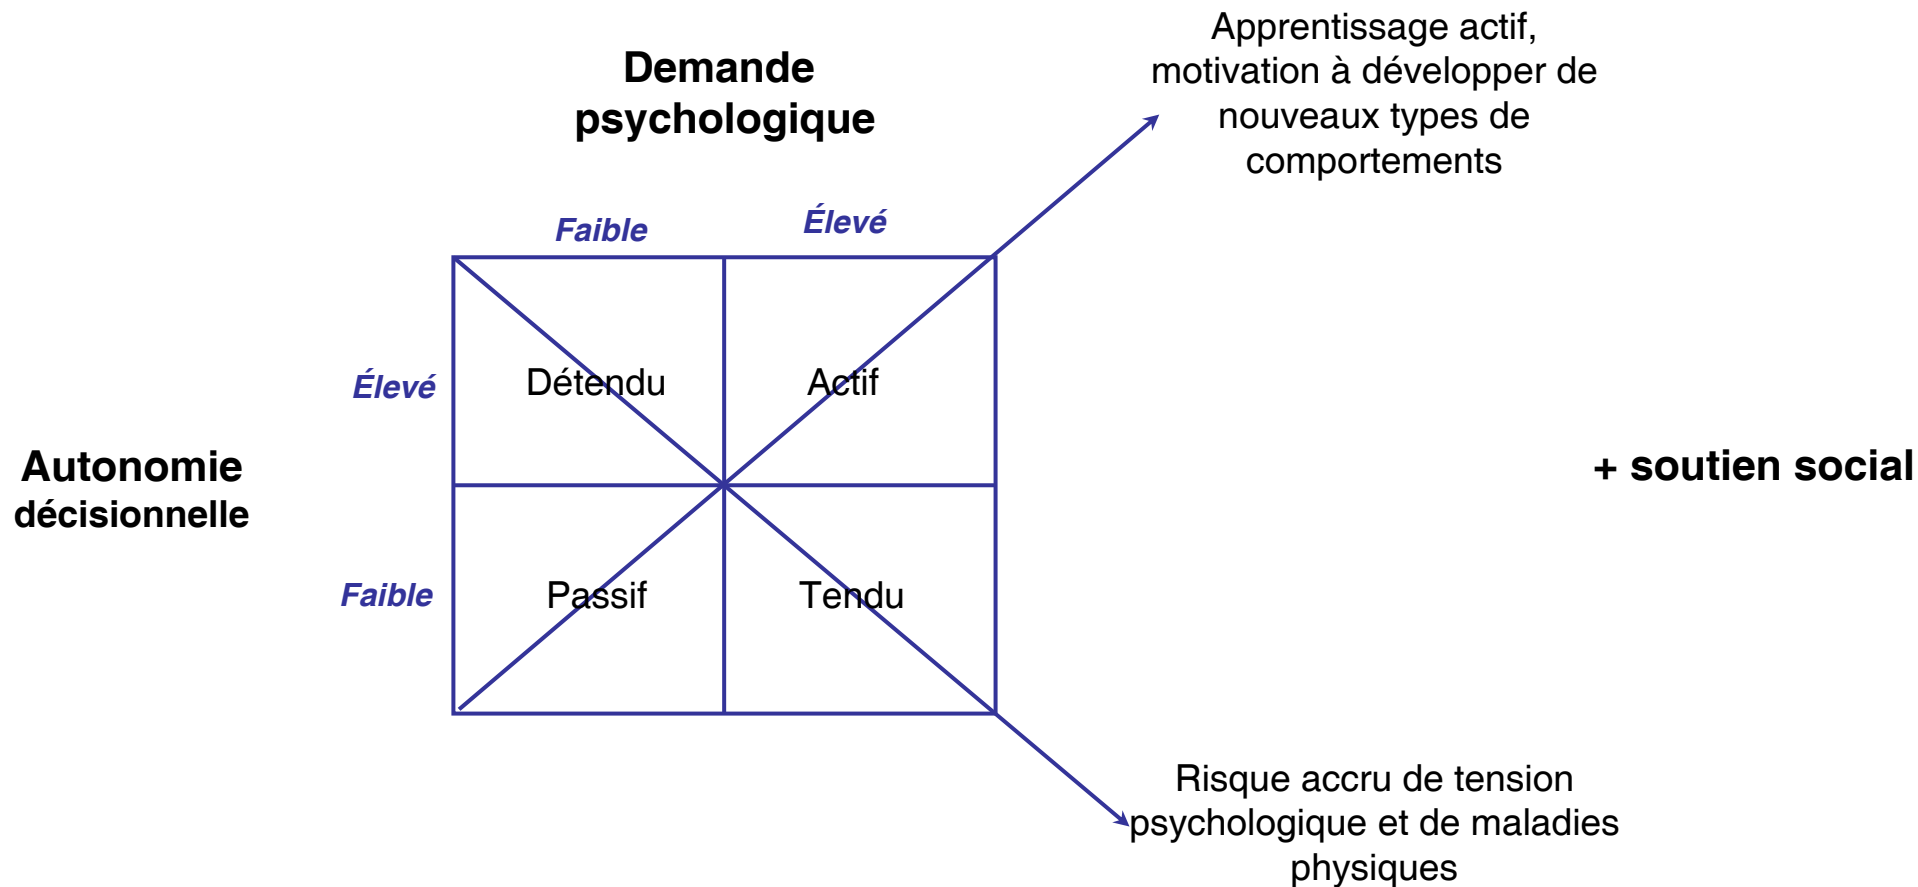 Apprentissage actif,
motivation à développer de
nouveaux types de
comportements
Demande
psychologique
Faible
Élevé
Élevé
Détendu
Actif
Autonomie
décisionnelle
+ soutien social
Faible
Passif
Tendu
Risque accru de tension
psychologique et de maladies
physiques